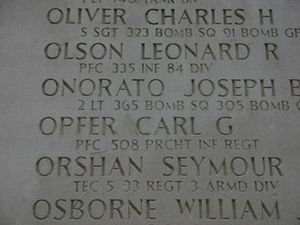 OLIVER CHARLES H
S SGT 323 BOMB SQ 91 BOMB GP
OLSON LEONARD R
PFC 335 INF 84 DIV
ONORATO JOSEPH B
2 LT 365 BOMB SQ 305 BOMB
OPFER CARL G
PFC 508 PRCHT INF REGT
ORSHAN SEYMOUR
TEC 5 33 REGT 3 ARMD DIV
OSBORNE WILLIAM